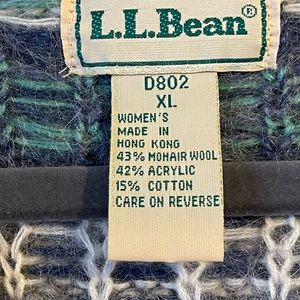 L.L.Bean®
D802
XL
WOMEN'S
MADE IN
HONG KONG
43% MOHAIR WOOL
42% ACRYLIC
15% COTTON
CARE ON REVERSE